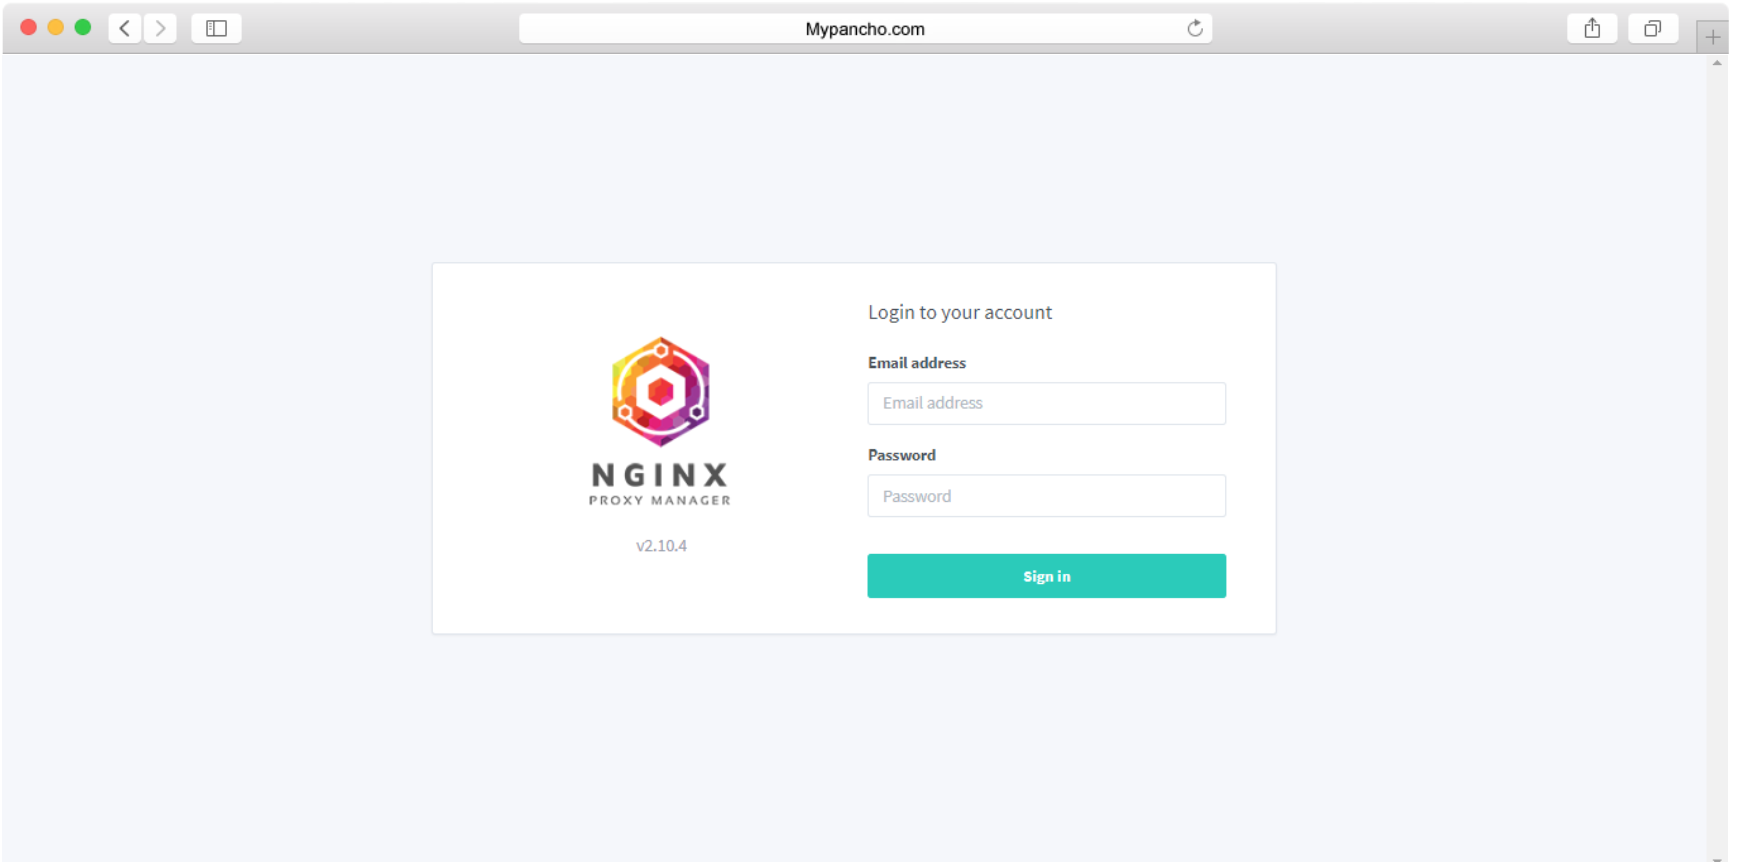 Mypancho.com
NGINX
PROXY MANAGER
v2.10.4
Login to your account
Email address
Email address
Password
Password
Sign in